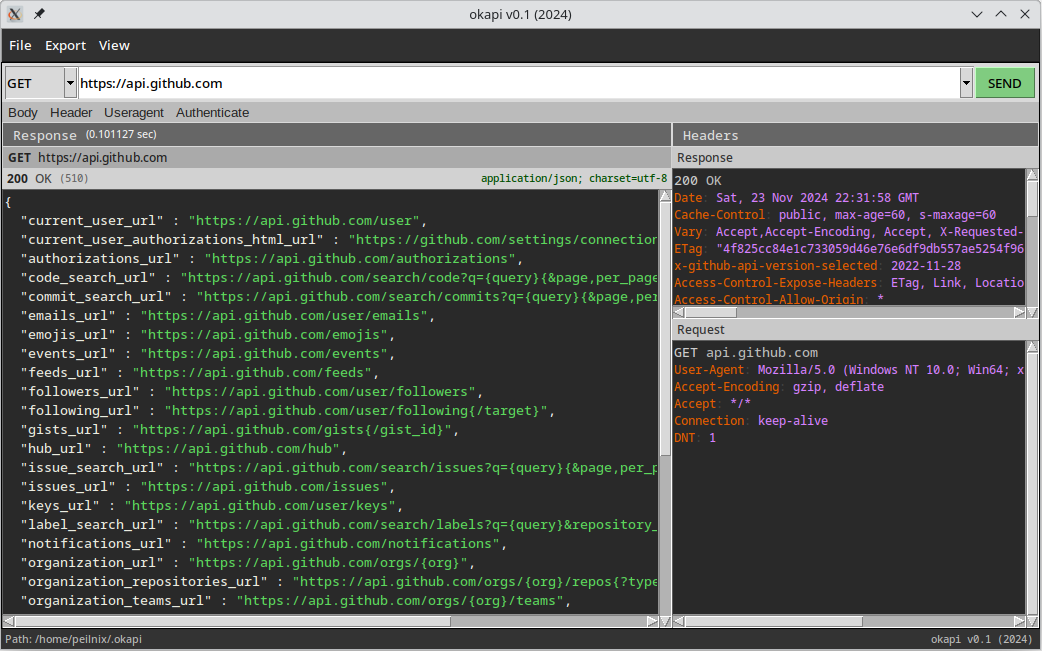 okapi v0.1 (2024)
File Export View
GET https://api.github.com SEND
Body Header Useragent Authenticate
Response (0.101127 sec)
GET https://api.github.com
200 OK (510) application/json; charset=utf-8
{
"current_user_url" : "https://api.github.com/user",
"current_user_authorizations_html_url" : "https://github.com/settings/connection
"authorizations_url" : "https://api.github.com/authorizations",
"code_search_url" : "https://api.github.com/search/code?q={query}{&page,per_page
"commit_search_url" : "https://api.github.com/search/commits?q={query}{&page,per
"emails_url" : "https://api.github.com/user/emails",
"emojis_url" : "https://api.github.com/emojis",
"events_url" : "https://api.github.com/events",
"feeds_url" : "https://api.github.com/feeds",
"followers_url" : "https://api.github.com/user/followers",
"following_url" : "https://api.github.com/user/following{/target}",
"gists_url" : "https://api.github.com/gists{/gist_id}",
"hub_url" : "https://api.github.com/hub",
"issue_search_url" : "https://api.github.com/search/issues?q={query}{&page,per_p
"issues_url" : "https://api.github.com/issues",
"keys_url" : "https://api.github.com/user/keys",
"label_search_url" : "https://api.github.com/search/labels?q={query}&repository_
"notifications_url" : "https://api.github.com/notifications",
"organization_url" : "https://api.github.com/orgs/{org}",
"organization_repositories_url" : "https://api.github.com/orgs/{org}/repos{?type
"organization_teams_url" : "https://api.github.com/orgs/{org}/teams",
Headers
Response
200 OK
Date: Sat, 23 Nov 2024 22:31:58 GMT
Cache-Control: public, max-age=60, s-maxage=60
Vary: Accept,Accept-Encoding, Accept, X-Requested-
ETag: "4f825cc84e1c733059d46e76e6df9db557ae5254f96
x-github-api-version-selected: 2022-11-28
Access-Control-Expose-Headers: ETag, Link, Locatio
Access-Control-Allow-Origin: *
Request
GET api.github.com
User-Agent: Mozilla/5.0 (Windows NT 10.0; Win64; x
Accept-Encoding: gzip, deflate
Accept: */*
Connection: keep-alive
DNT: 1
Path: /home/peilnix/.okapi okapi v0.1 (2024)